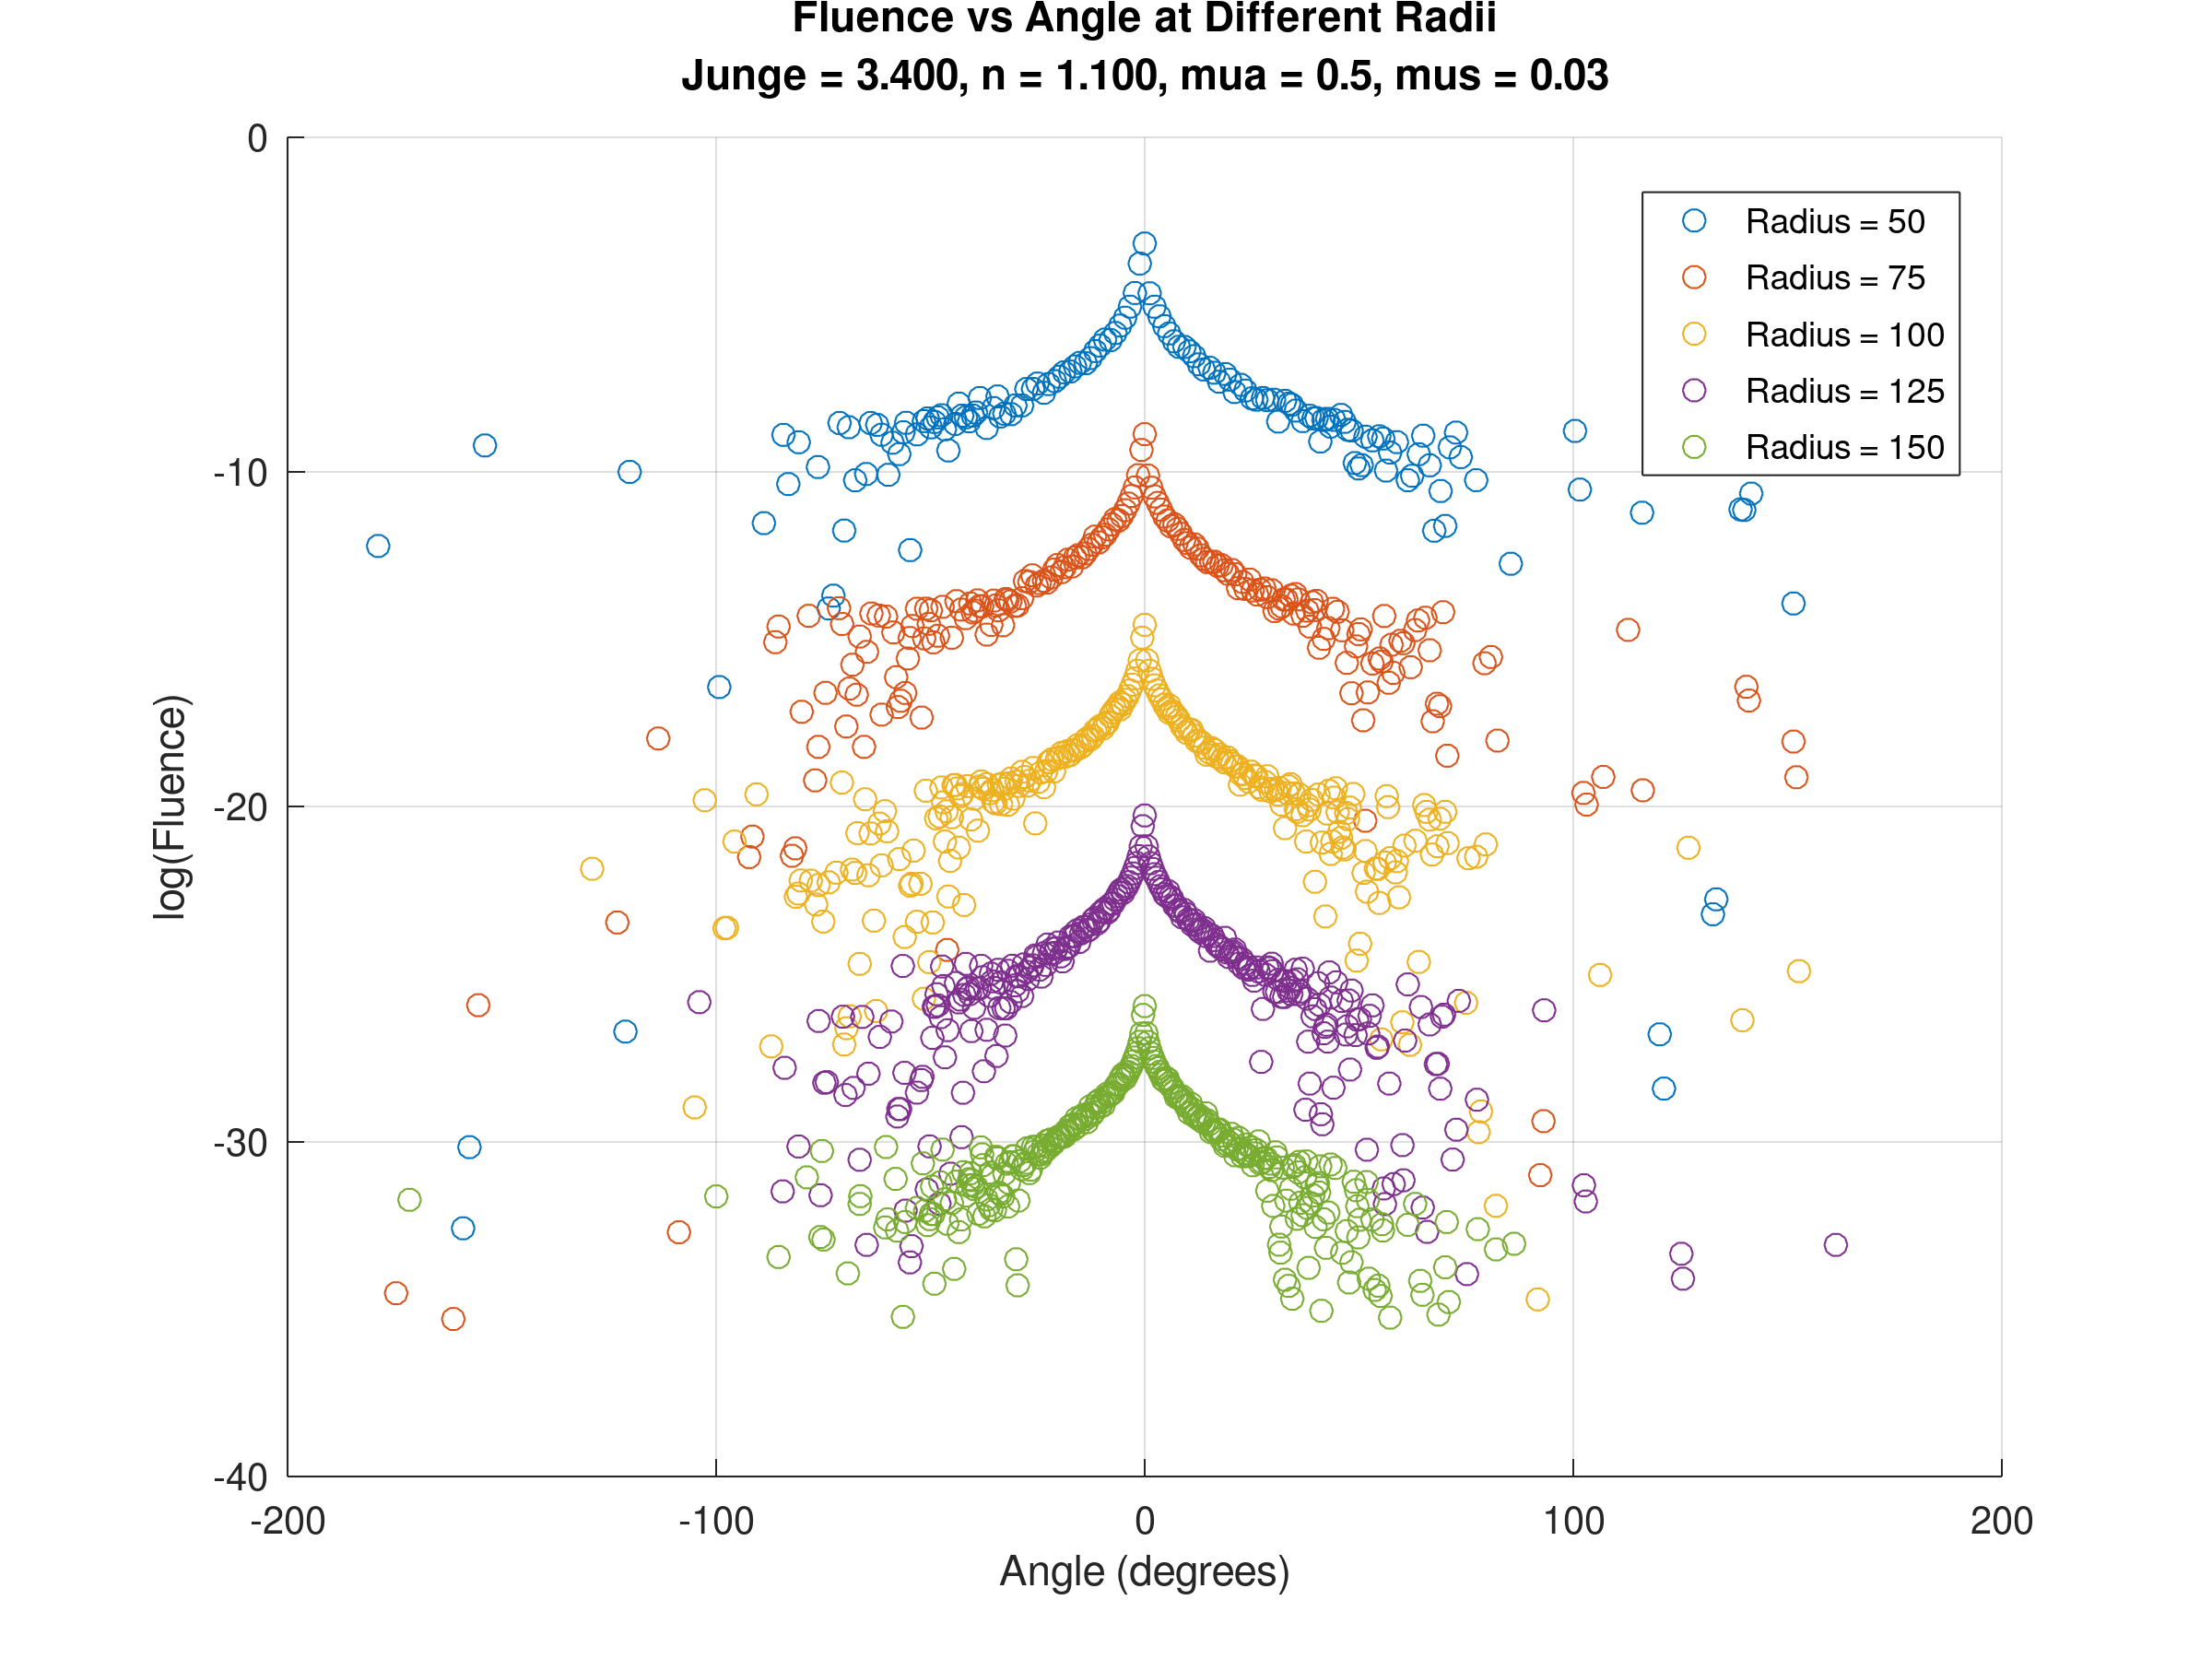 Fluence vs Angle at Different Radii
Junge = 3.400, n = 1.100, mua = 0.5, mus = 0.03
0
-10
-20
-30
-40
log(Fluence)
Radius = 50
Radius = 75
Radius = 100
Radius = 125
Radius = 150
-200
-100
0
100
200
Angle (degrees)